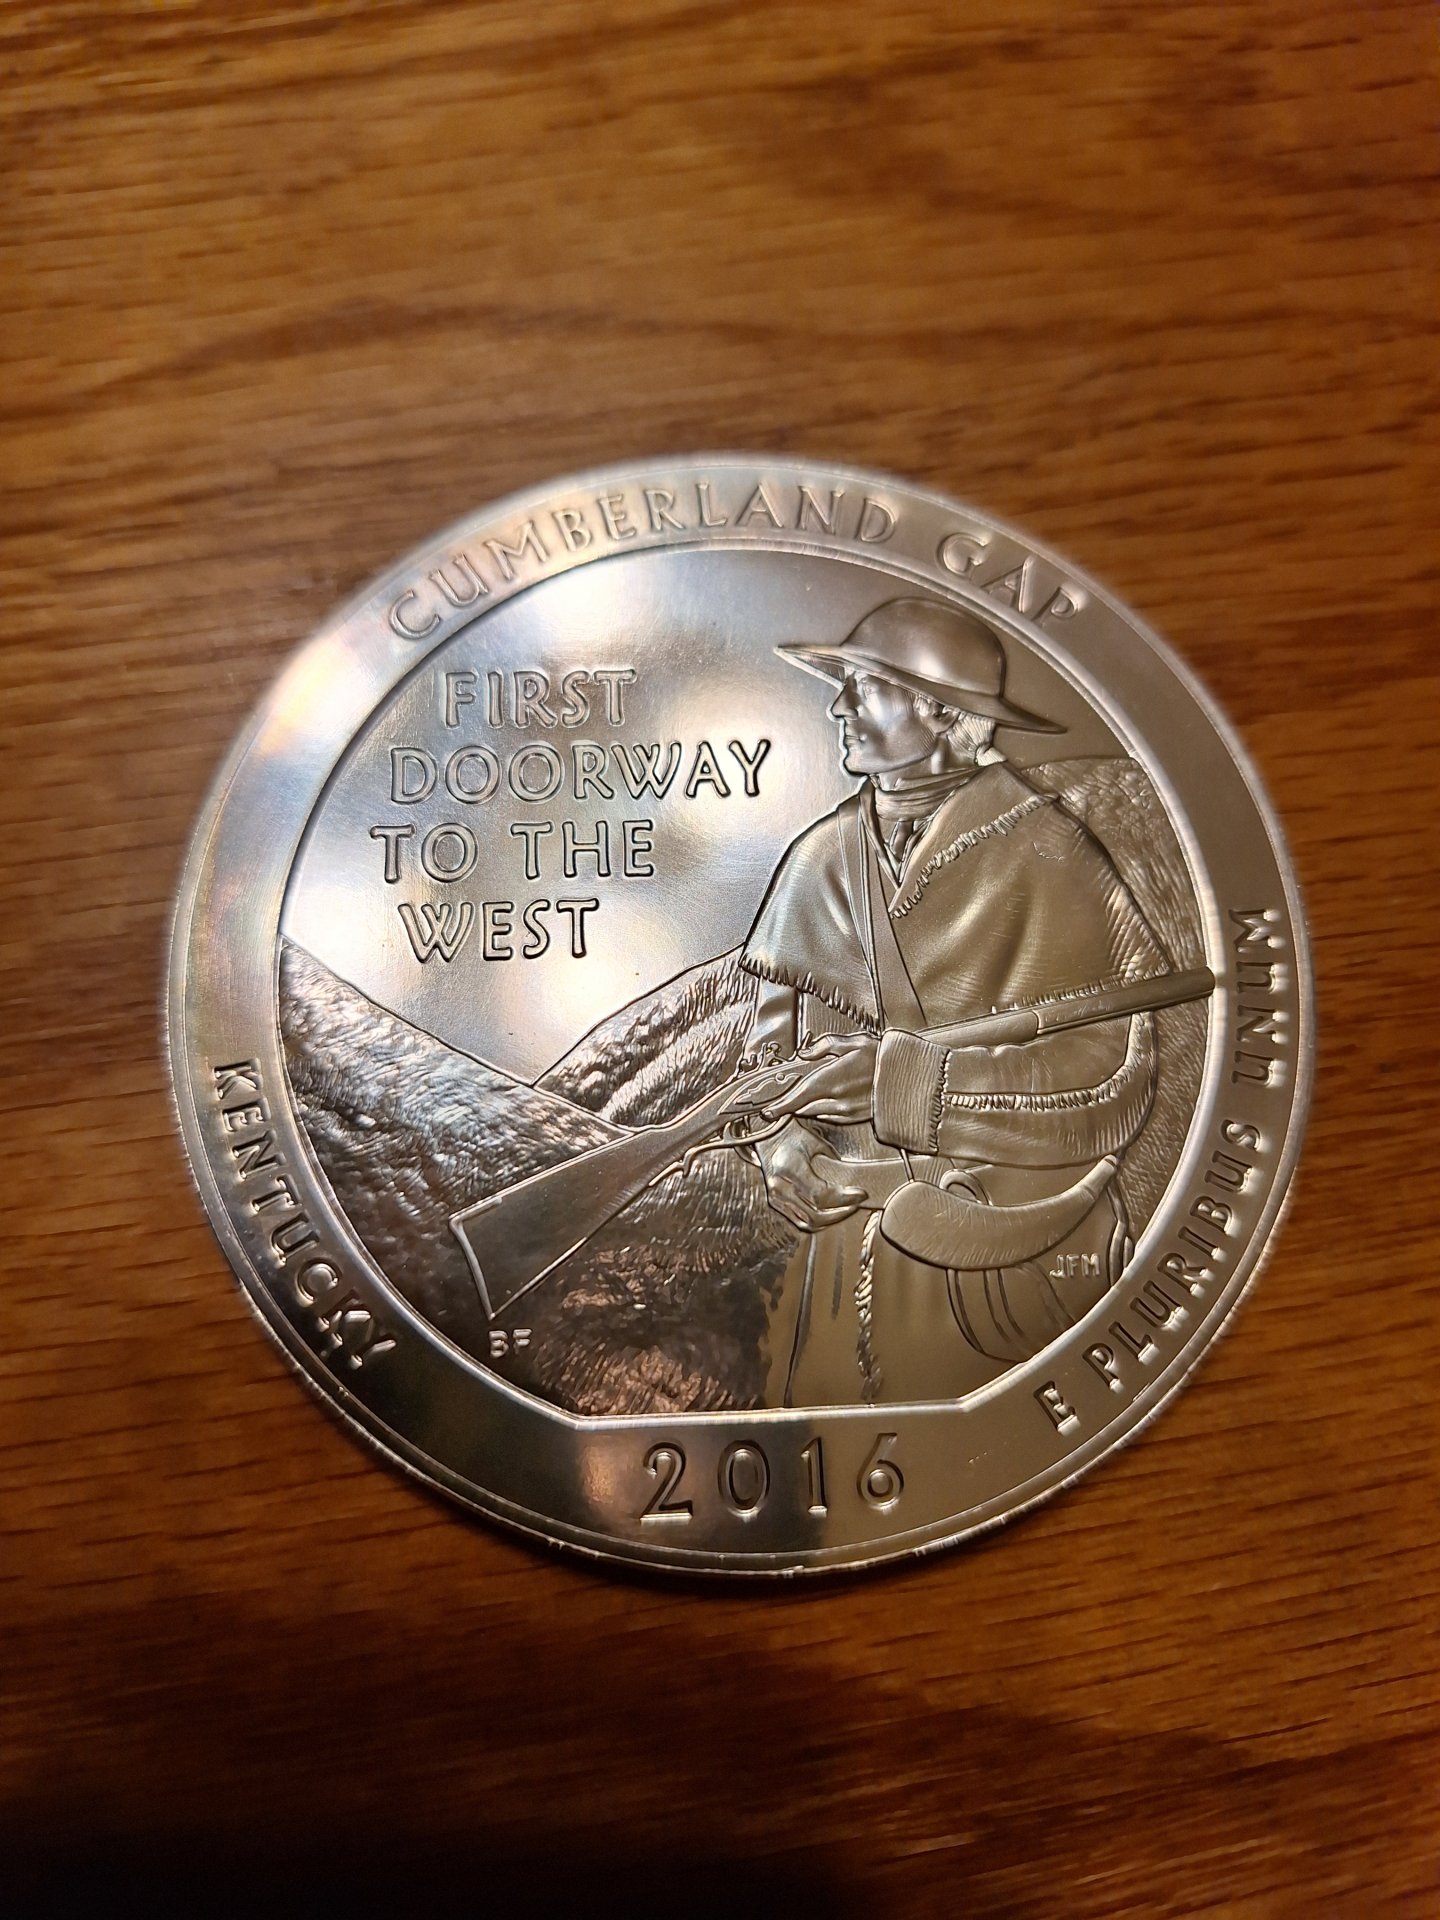 CUMBERLAND GAP
FIRST
DOORWAY
TO THE
WEST
KENTUCKY
2016
E PLURIBUS UNUM
BF
JFM